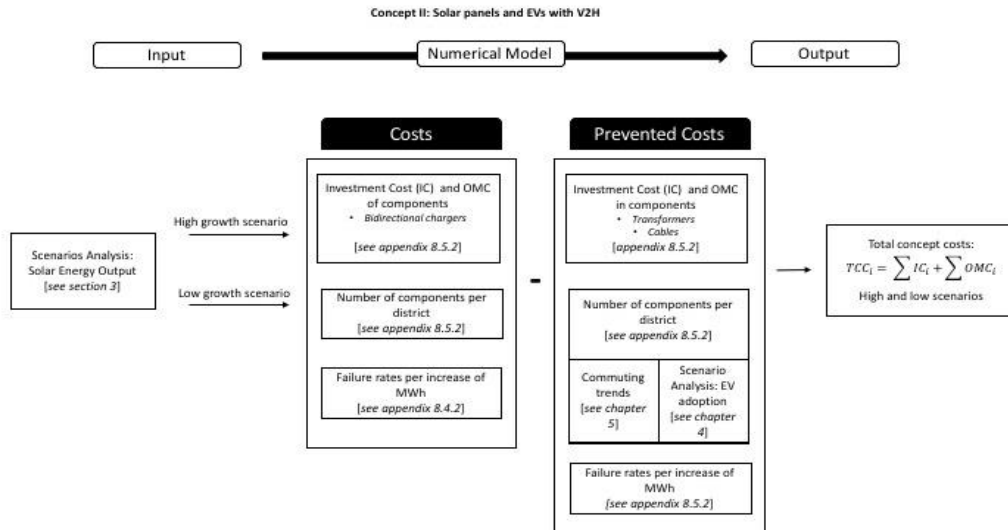 Concept II: Solar panels and EVs with V2H
Input
Numerical Model
Output
Costs
Prevented Costs
Scenarios Analysis:
Solar Energy Output
[see section 3]
High growth scenario
Low growth scenario
Investment Cost (IC) and OMC
of components
• Bidirectional chargers
[see appendix 8.5.2]
Number of components per
district
[see appendix 8.5.2]
Failure rates per increase of
MWh
[see appendix 8.4.2]
-
Investment Cost (IC) and OMC
in components
• Transformers
• Cables
[appendix 8.5.2]
Number of components per
district
[see appendix 8.5.2]
Commuting
trends
[see chapter
5]
Scenario
Analysis: EV
adoption
[see chapter
4]
Failure rates per increase of
MWh
[see appendix 8.5.2]
Total concept costs:
TCCᵢ = ∑ ICᵢ + ∑ OMCᵢ
High and low scenarios